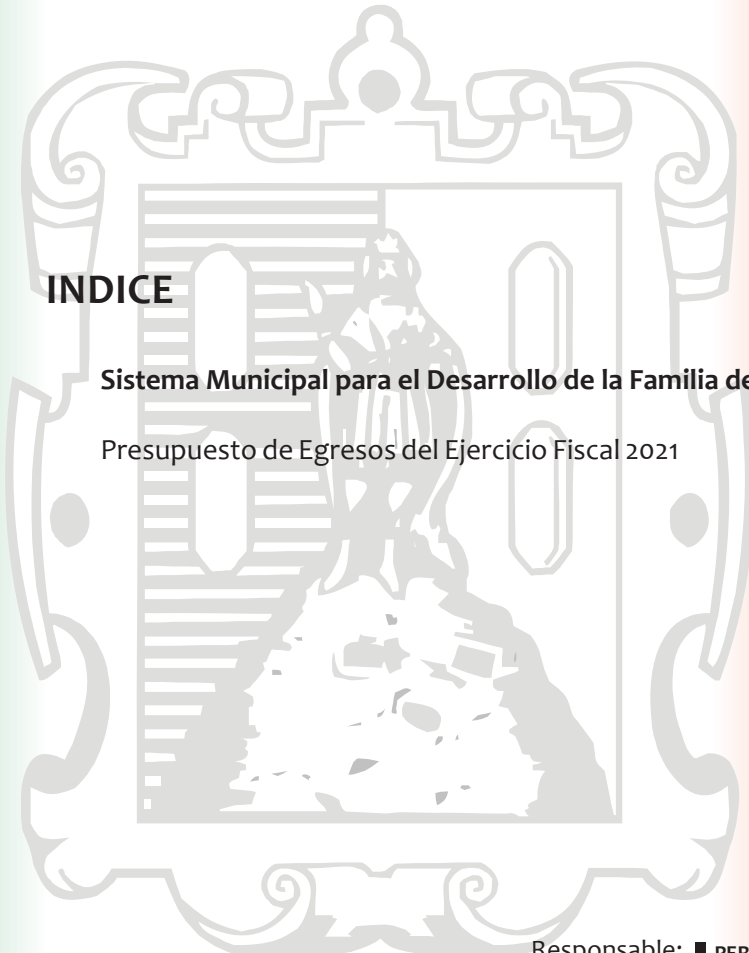 INDICE
Sistema Municipal para el Desarrollo de la Familia de
Presupuesto de Egresos del Ejercicio Fiscal 2021
Responsable: